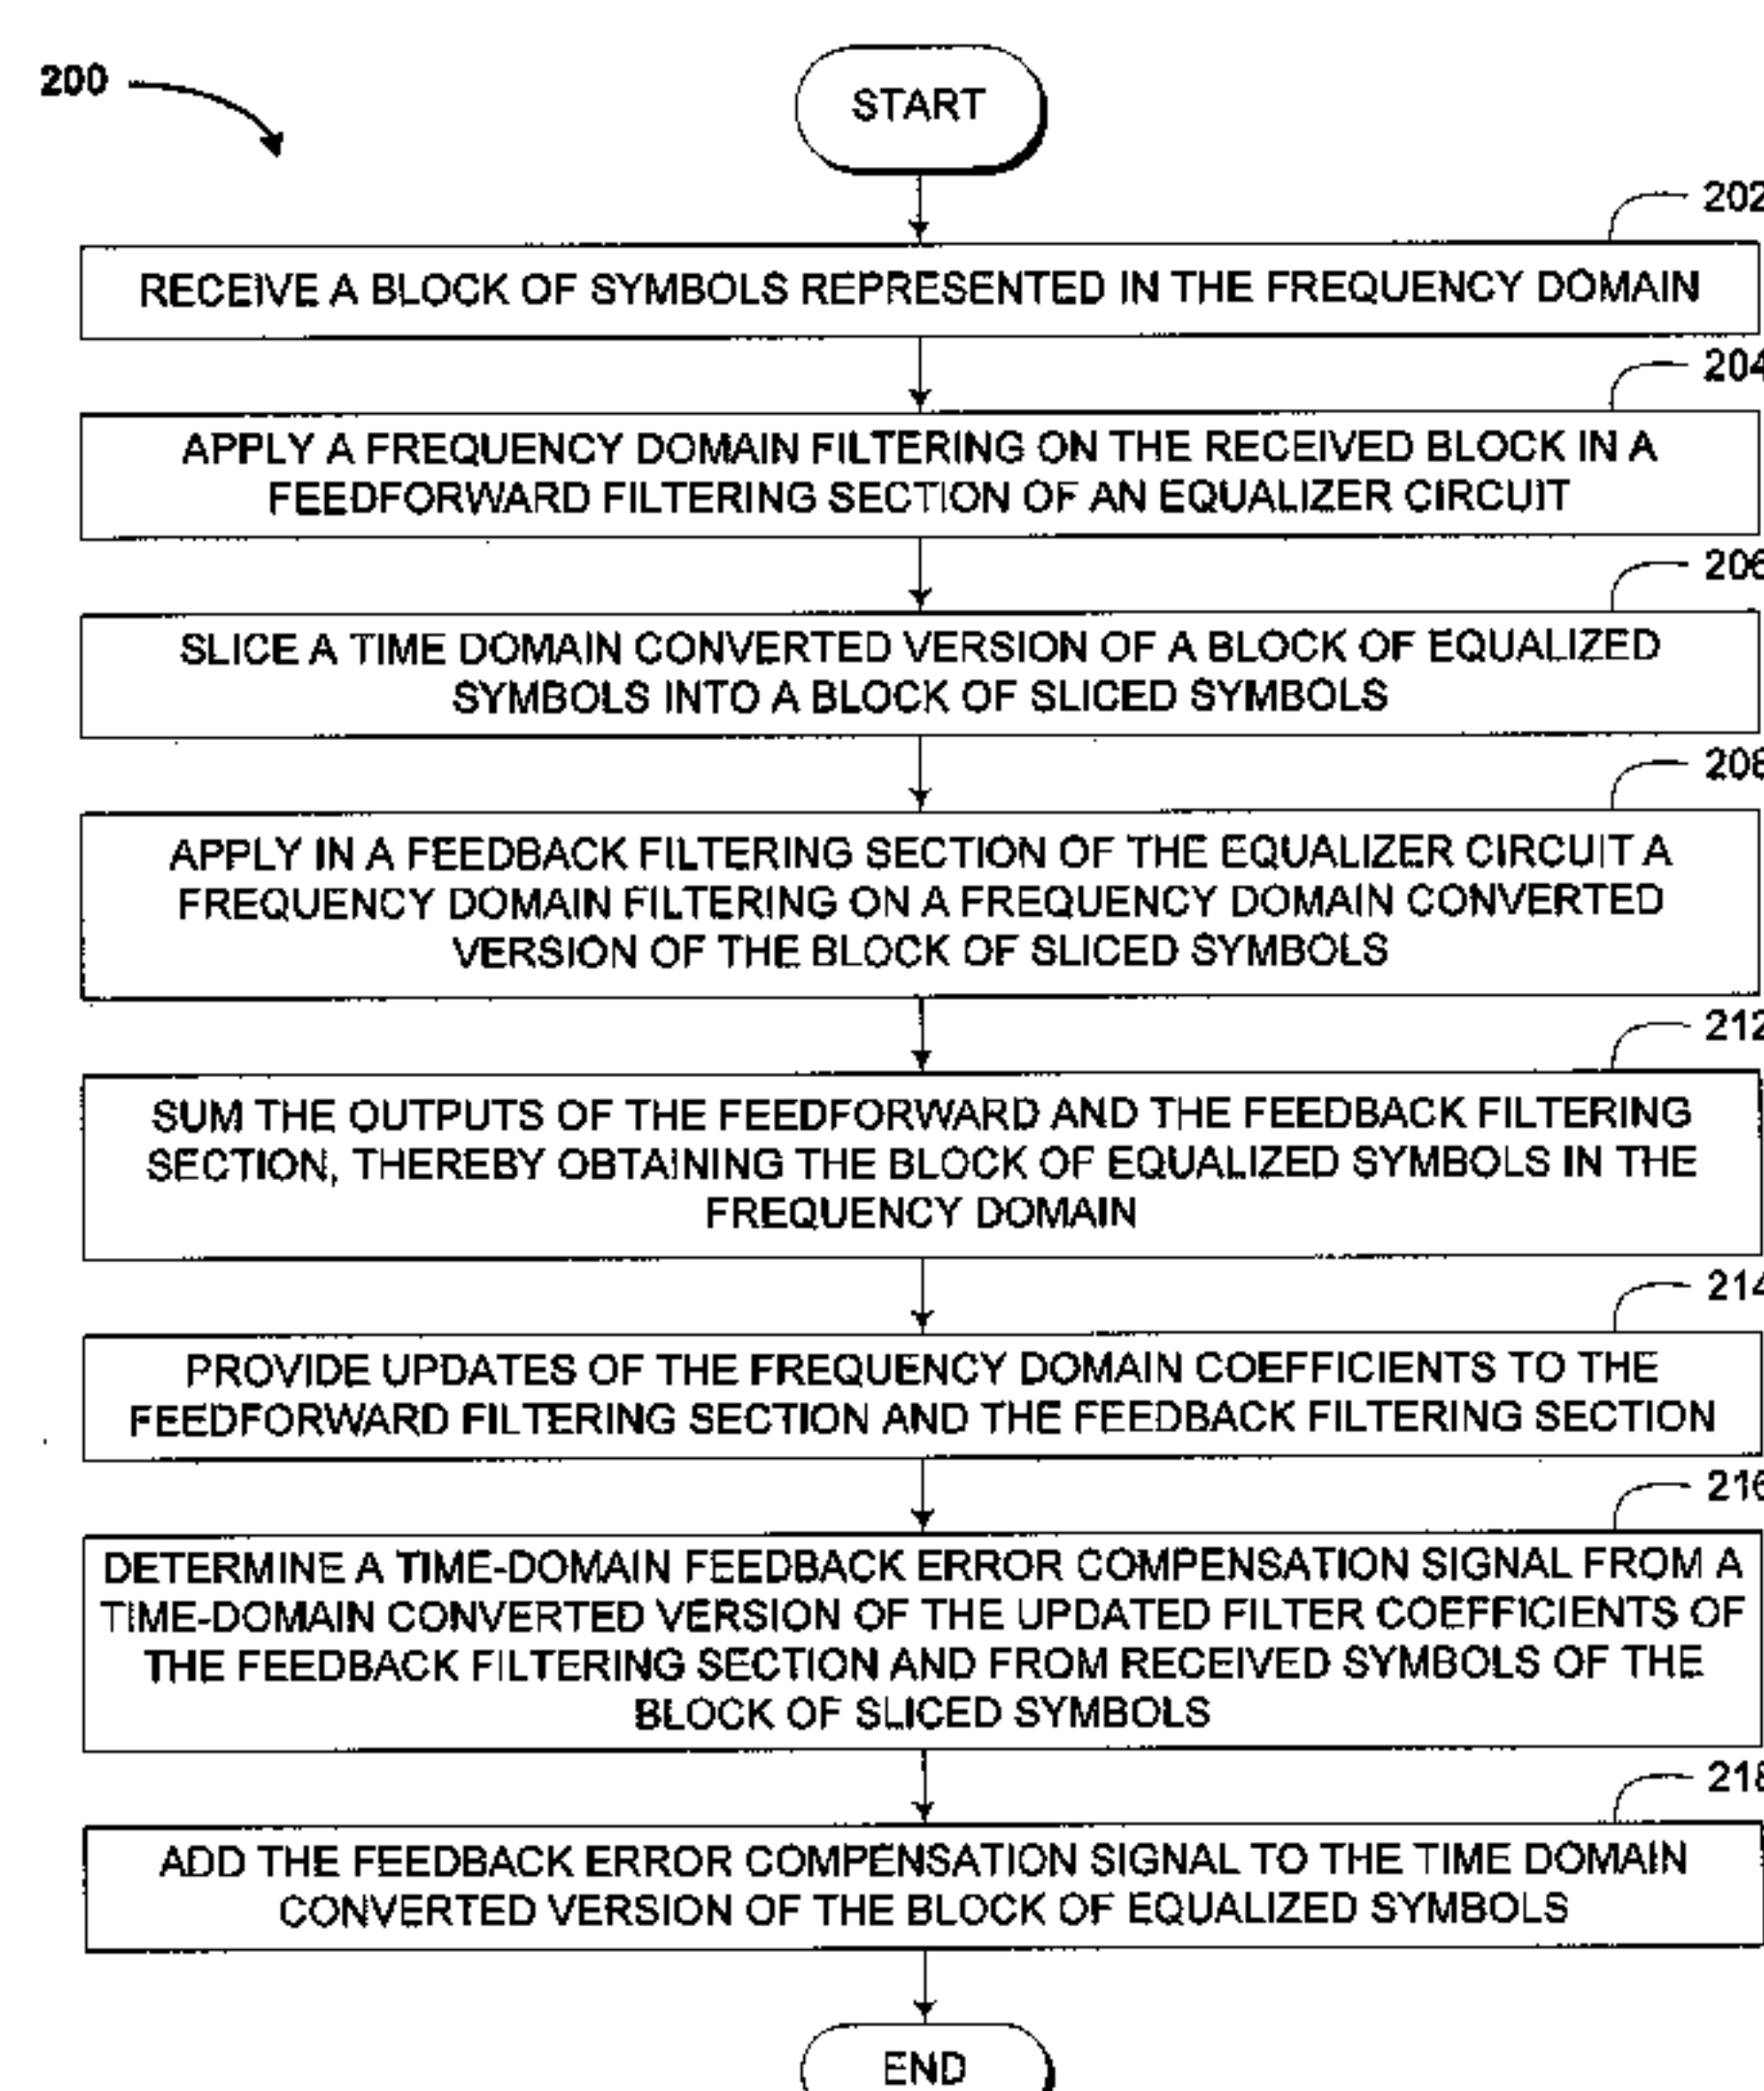 200
START
202
RECEIVE A BLOCK OF SYMBOLS REPRESENTED IN THE FREQUENCY DOMAIN
204
APPLY A FREQUENCY DOMAIN FILTERING ON THE RECEIVED BLOCK IN A
FEEDFORWARD FILTERING SECTION OF AN EQUALIZER CIRCUIT
206
SLICE A TIME DOMAIN CONVERTED VERSION OF A BLOCK OF EQUALIZED
SYMBOLS INTO A BLOCK OF SLICED SYMBOLS
208
APPLY IN A FEEDBACK FILTERING SECTION OF THE EQUALIZER CIRCUIT A
FREQUENCY DOMAIN FILTERING ON A FREQUENCY DOMAIN CONVERTED
VERSION OF THE BLOCK OF SLICED SYMBOLS
212
SUM THE OUTPUTS OF THE FEEDFORWARD AND THE FEEDBACK FILTERING
SECTION, THEREBY OBTAINING THE BLOCK OF EQUALIZED SYMBOLS IN THE
FREQUENCY DOMAIN
214
PROVIDE UPDATES OF THE FREQUENCY DOMAIN COEFFICIENTS TO THE
FEEDFORWARD FILTERING SECTION AND THE FEEDBACK FILTERING SECTION
216
DETERMINE A TIME-DOMAIN FEEDBACK ERROR COMPENSATION SIGNAL FROM A
TIME-DOMAIN CONVERTED VERSION OF THE UPDATED FILTER COEFFICIENTS OF
THE FEEDBACK FILTERING SECTION AND FROM RECEIVED SYMBOLS OF THE
BLOCK OF SLICED SYMBOLS
218
ADD THE FEEDBACK ERROR COMPENSATION SIGNAL TO THE TIME DOMAIN
CONVERTED VERSION OF THE BLOCK OF EQUALIZED SYMBOLS
END